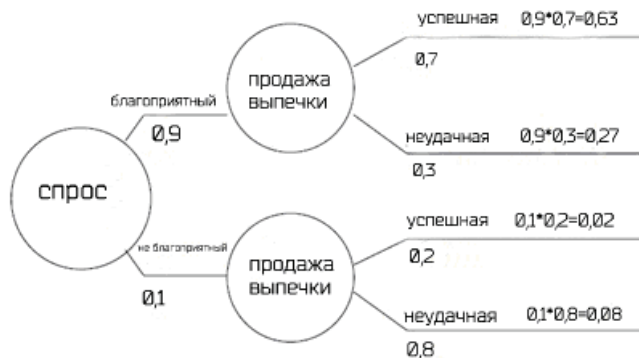 успешная 0,9*0,7=0,63
0,7
продажа
выпечки
благоприятный
0,9
неудачная 0,9*0,3=0,27
0,3
спрос
успешная 0,1*0,2=0,02
0,2
не благоприятный
продажа
выпечки
0,1
неудачная 0,1*0,8=0,08
0,8